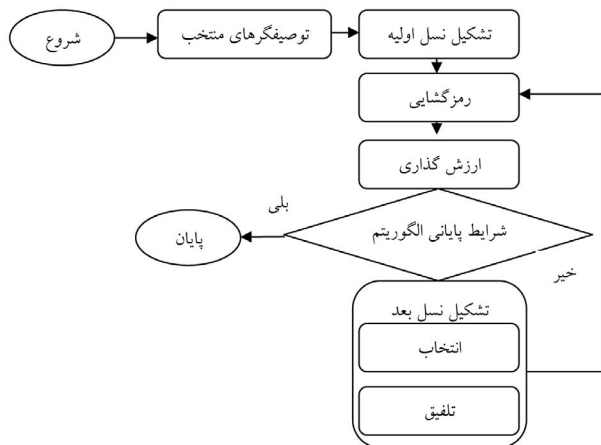 شروع
توصیفگرهای منتخب
تشکیل نسل اولیه
رمزگشایی
ارزش گذاری
شرایط پایانی الگوریتم
بلی
پایان
خیر
تشکیل نسل بعد
انتخاب
تلفیق